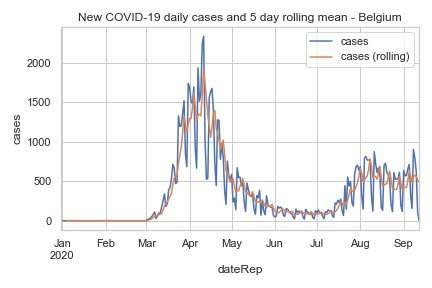 New COVID-19 daily cases and 5 day rolling mean - Belgium
cases
cases (rolling)
2000
1500
1000
500
0
cases
Jan Feb Mar Apr May Jun Jul Aug Sep
2020
dateRep